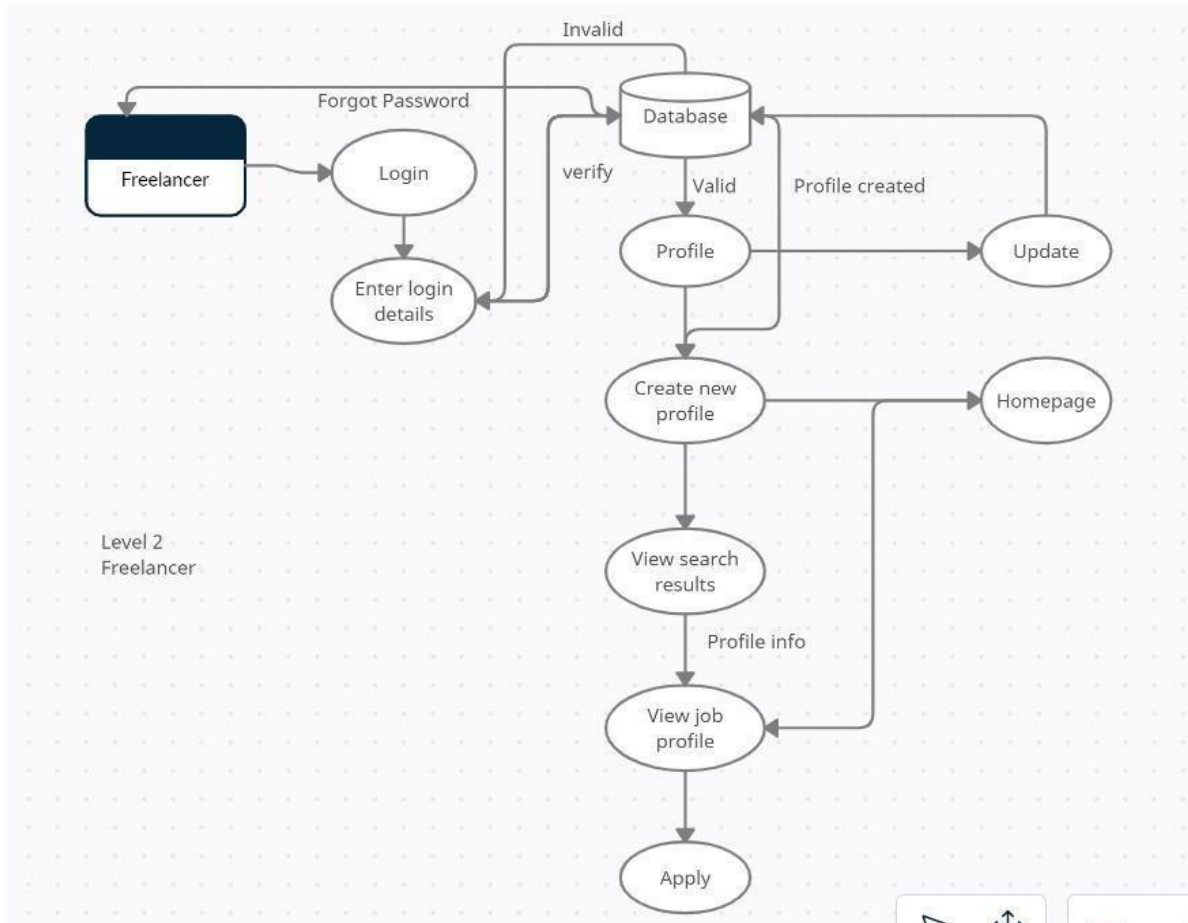 Invalid
Forgot Password
Database
Freelancer
Login
verify
Valid
Profile created
Profile
Update
Enter login
details
Create new
profile
Homepage
Level 2
Freelancer
View search
results
Profile info
View job
profile
Apply